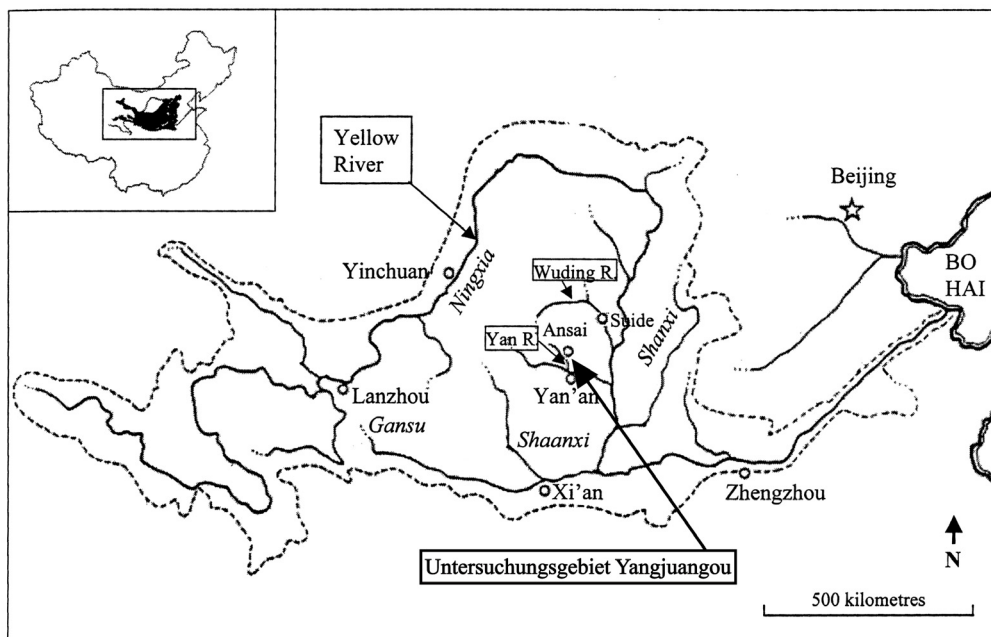 Yellow
River
Beijing
Yinchuan
Ningxia
Wuding R.
BO
HAI
Suide
Shanxi
Ansai
Yan R.
Lanzhou
Yan'an
Gansu
Shaanxi
Xi'an
Zhengzhou
Untersuchungsgebiet Yangjuangou
N
500 kilometres